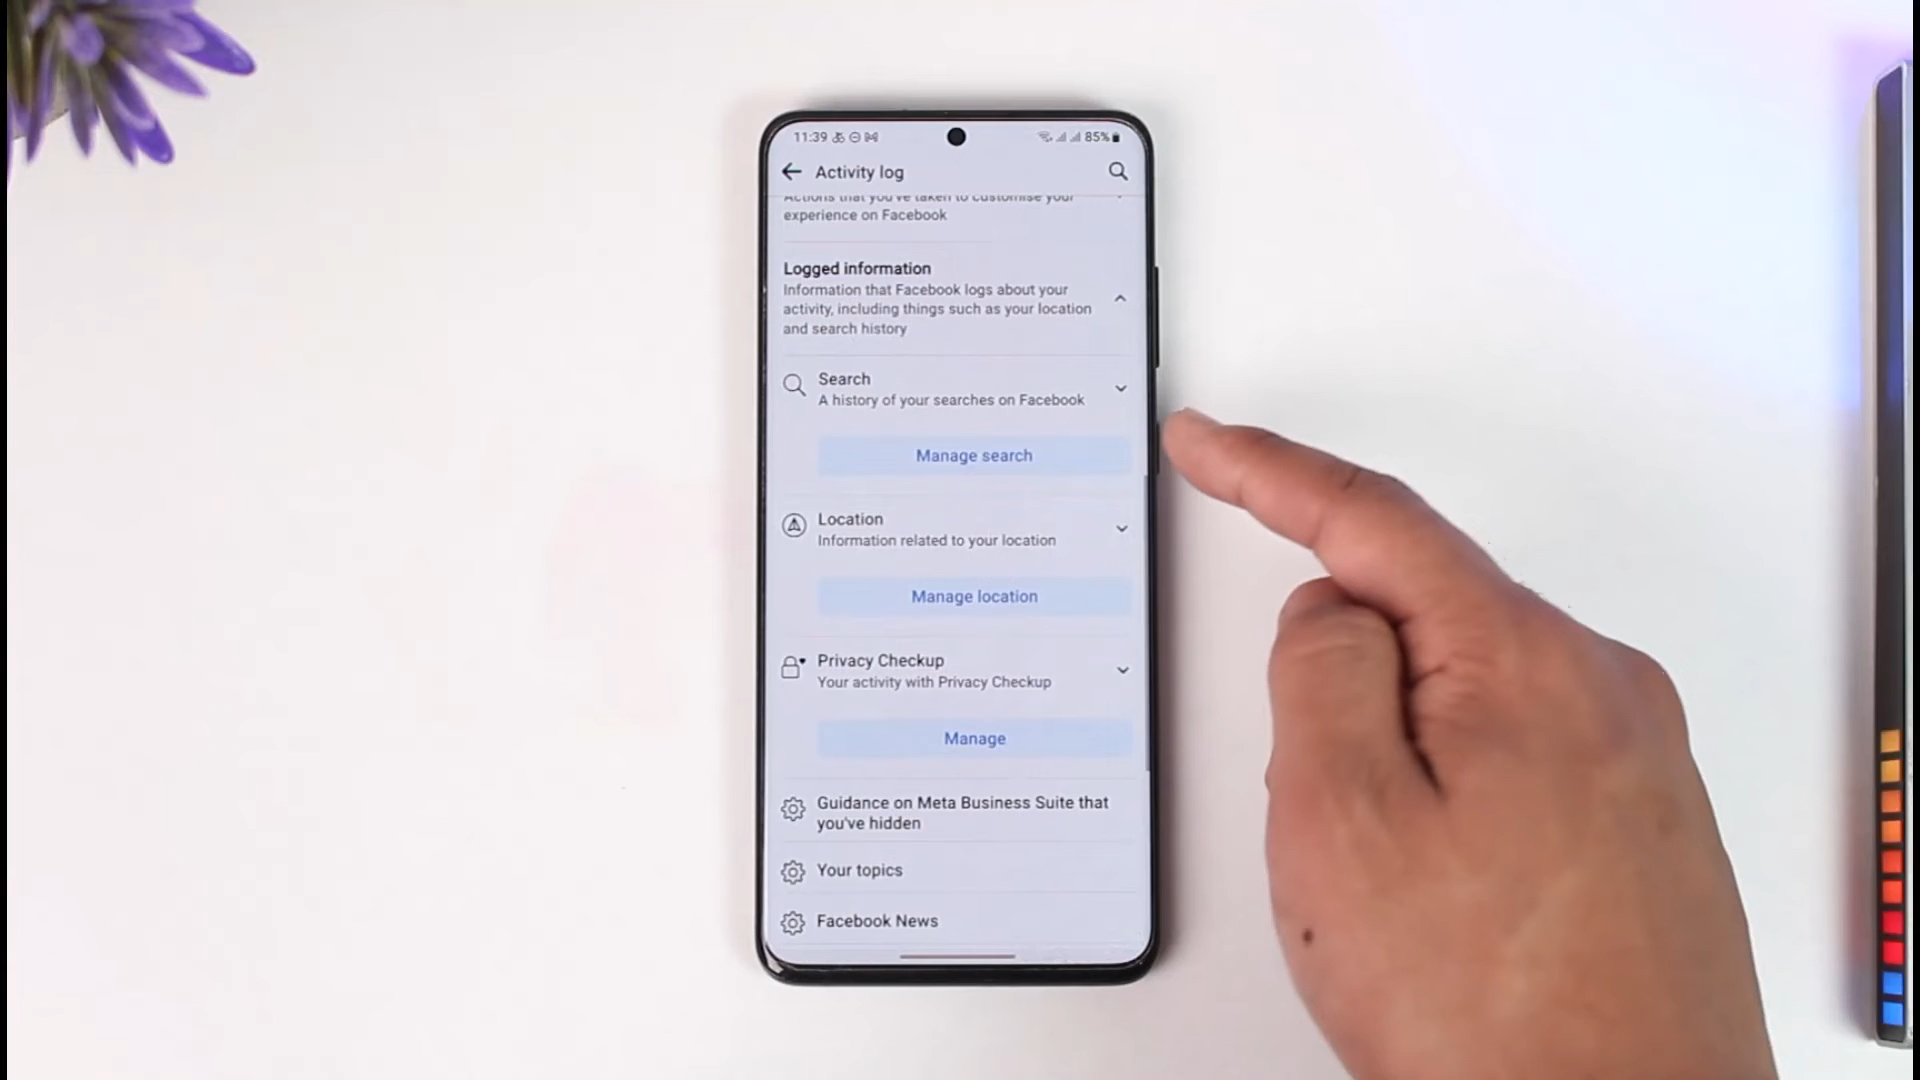 11:39
85%
Activity log
Actions that you've taken to customise your
experience on Facebook
Logged information
Information that Facebook logs about your
activity, including things such as your location
and search history
Search
A history of your searches on Facebook
Manage search
Location
Information related to your location
Manage location
Privacy Checkup
Your activity with Privacy Checkup
Manage
Guidance on Meta Business Suite that
you've hidden
Your topics
Facebook News